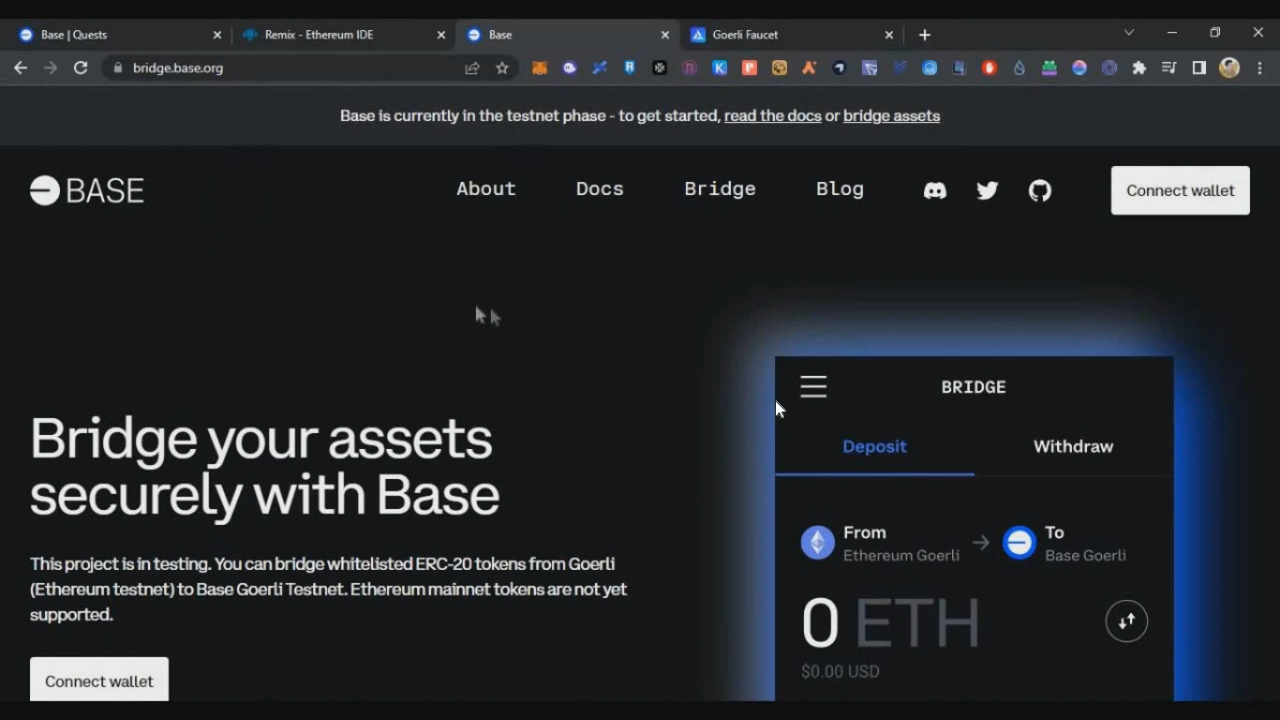 Base | Quests
Remix - Ethereum IDE
Base
Goerli Faucet
bridge.base.org
Base is currently in the testnet phase - to get started, read the docs or bridge assets
BASE
About
Docs
Bridge
Blog
Connect wallet
Bridge your assets
securely with Base
This project is in testing. You can bridge whitelisted ERC-20 tokens from Goerli
(Ethereum testnet) to Base Goerli Testnet. Ethereum mainnet tokens are not yet
supported.
Connect wallet
BRIDGE
Deposit
Withdraw
From
Ethereum Goerli
To
Base Goerli
0 ETH
$0.00 USD